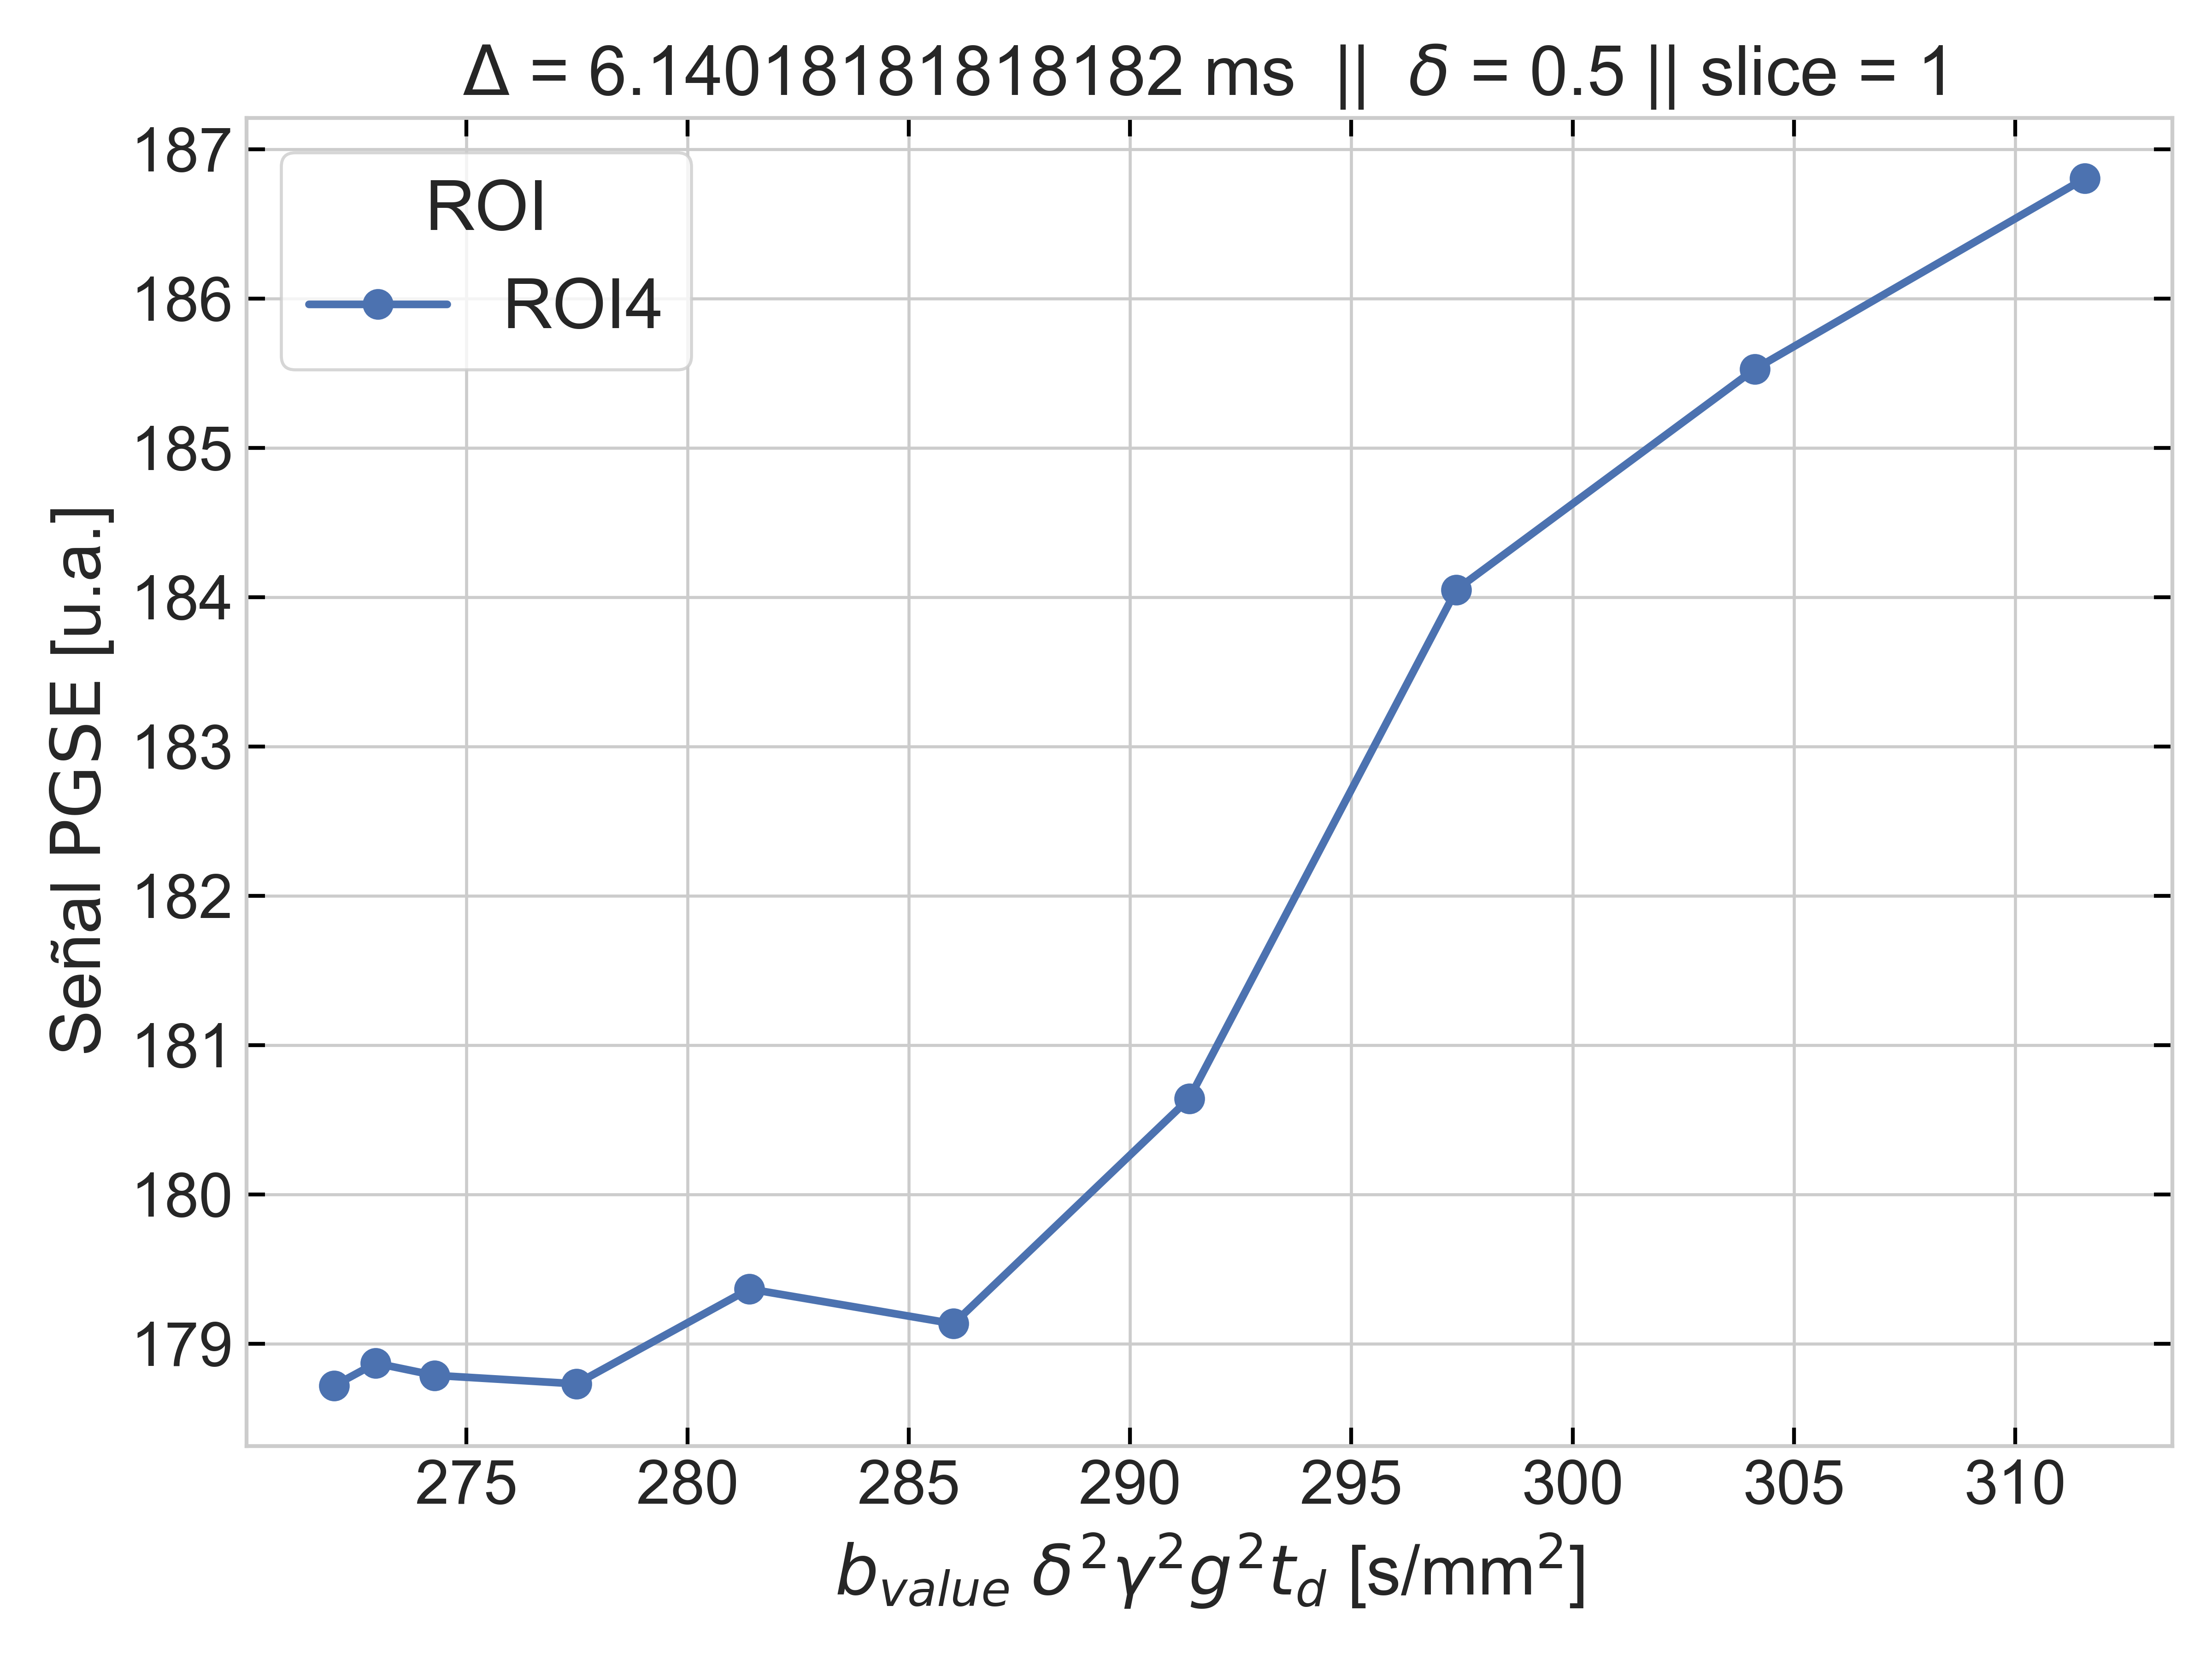 Δ = 6.140181818181818182 ms || δ = 0.5 || slice = 1
187
186
185
184
183
182
181
180
179
Señal PGSE [u.a.]
ROI
ROI4
275 280 285 290 295 300 305 310
b_value δ²γ²g²t_d [s/mm²]